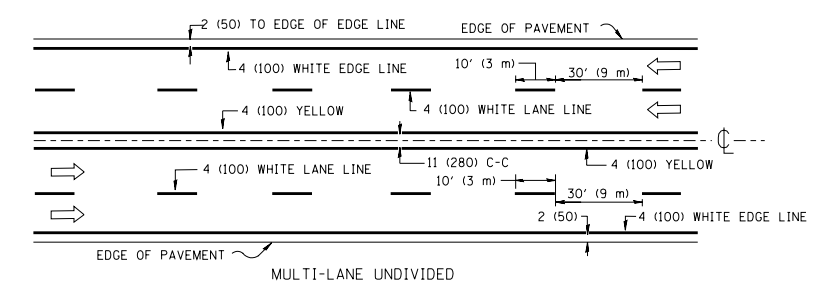 2 (50) TO EDGE OF EDGE LINE
EDGE OF PAVEMENT
4 (100) WHITE EDGE LINE
10' (3 m)
30' (9 m)
4 (100) YELLOW
4 (100) WHITE LANE LINE
CL
4 (100) WHITE LANE LINE
11 (280) C-C
4 (100) YELLOW
10' (3 m)
30' (9 m)
2 (50)
4 (100) WHITE EDGE LINE
EDGE OF PAVEMENT
MULTI-LANE UNDIVIDED